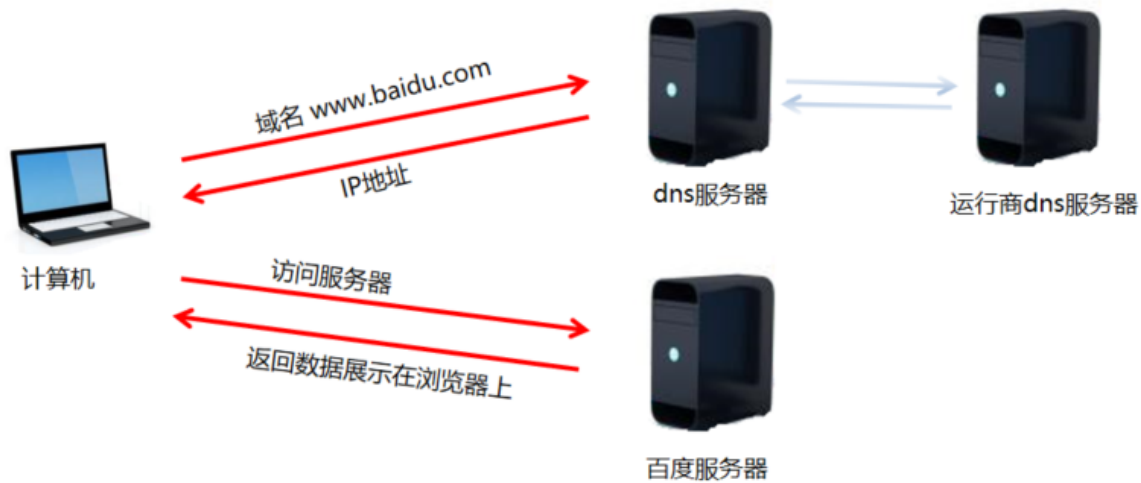 域名 www.baidu.com
IP地址
dns服务器
运行商dns服务器
计算机
访问服务器
返回数据展示在浏览器上
百度服务器